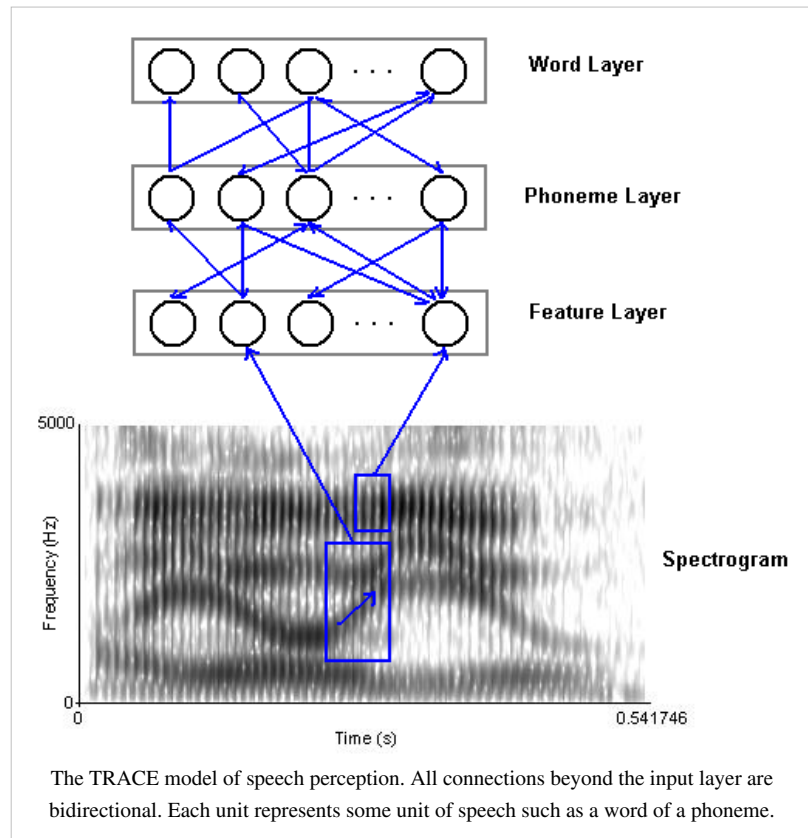 Word Layer
. . .
Phoneme Layer
. . .
Feature Layer
. . .
5000
Frequency (Hz)
Spectrogram
0
0
0.541746
Time (s)
The TRACE model of speech perception. All connections beyond the input layer are
bidirectional. Each unit represents some unit of speech such as a word of a phoneme.